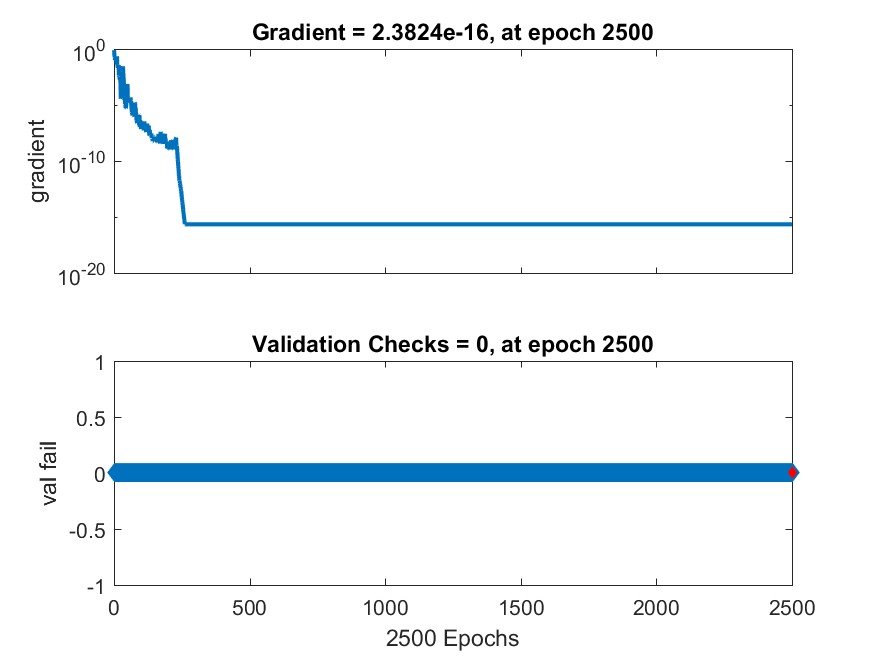 Gradient = 2.3824e-16, at epoch 2500
10^0
10^-10
10^-20
gradient
Validation Checks = 0, at epoch 2500
1
0.5
0
-0.5
-1
val fail
0 500 1000 1500 2000 2500
2500 Epochs